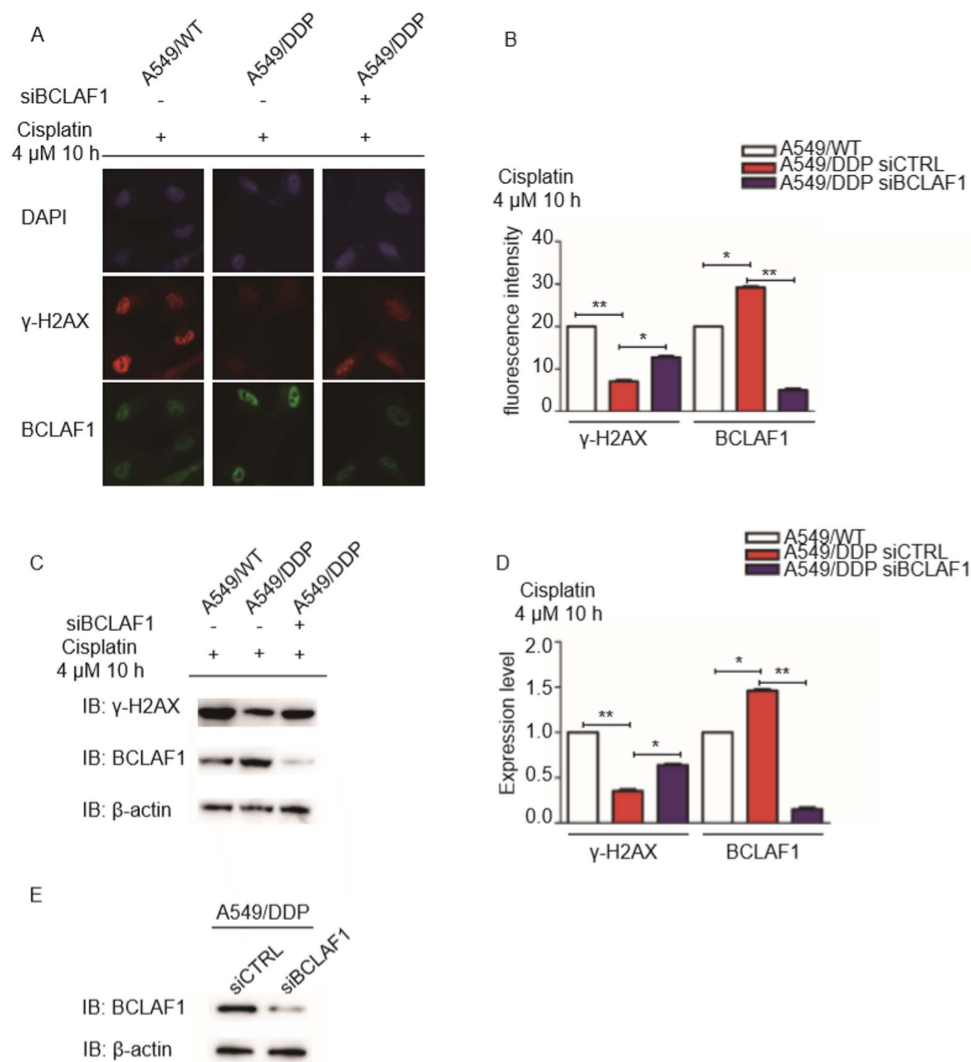 A
A549/WT A549/DDP A549/DDP
siBCLAF1 - - +
Cisplatin + + +
4 μM 10 h
DAPI
γ-H2AX
BCLAF1
B
A549/WT
A549/DDP siCTRL
A549/DDP siBCLAF1
Cisplatin
4 μM 10 h
fluorescence intensity
40
30
20
10
0
** * * **
γ-H2AX BCLAF1
C
A549/WT A549/DDP A549/DDP
siBCLAF1 - - +
Cisplatin + + +
4 μM 10 h
IB: γ-H2AX
IB: BCLAF1
IB: β-actin
D
A549/WT
A549/DDP siCTRL
A549/DDP siBCLAF1
Cisplatin
4 μM 10 h
Expression level
2.0
1.5
1.0
0.5
0.0
** * * **
γ-H2AX BCLAF1
E
A549/DDP
siCTRL siBCLAF1
IB: BCLAF1
IB: β-actin